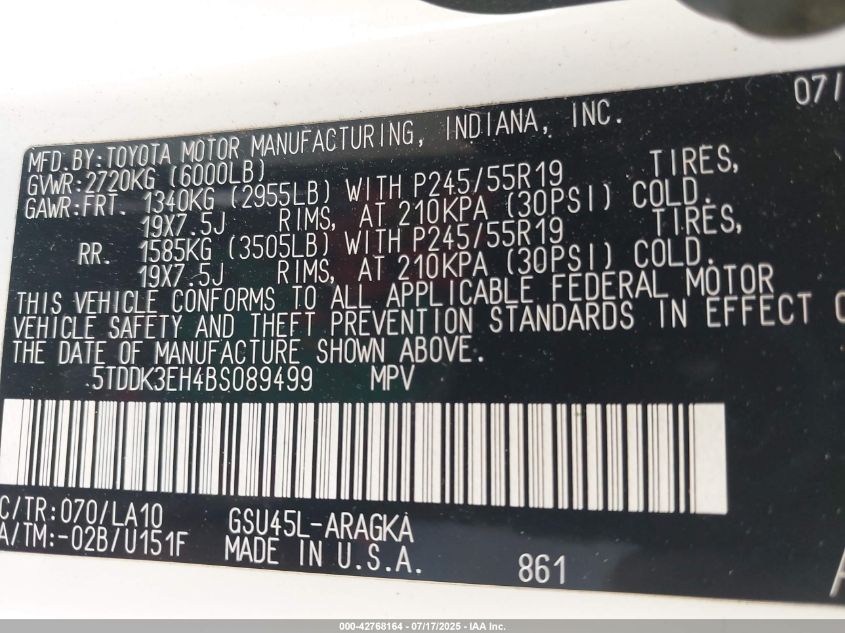 07/
MFD.BY:TOYOTA MOTOR MANUFACTURING, INDIANA, INC.
GVWR:2720KG (6000LB)
GAWR:FRT. 1340KG (2955LB) WITH P245/55R19 TIRES,
19X7.5J RIMS, AT 210KPA (30PSI) COLD.
RR. 1585KG (3505LB) WITH P245/55R19 TIRES,
19X7.5J RIMS, AT 210KPA (30PSI) COLD.
THIS VEHICLE CONFORMS TO ALL APPLICABLE FEDERAL MOTOR
VEHICLE SAFETY AND THEFT PREVENTION STANDARDS IN EFFECT O
THE DATE OF MANUFACTURE SHOWN ABOVE.
5TDDK3EH4BS089499 MPV
C/TR:070/LA10 GSU45L-ARAGKA
A/TM:-02B/U151F MADE IN U.S.A. 861
000-42768164 / 07/17/2025 - IAA Inc.